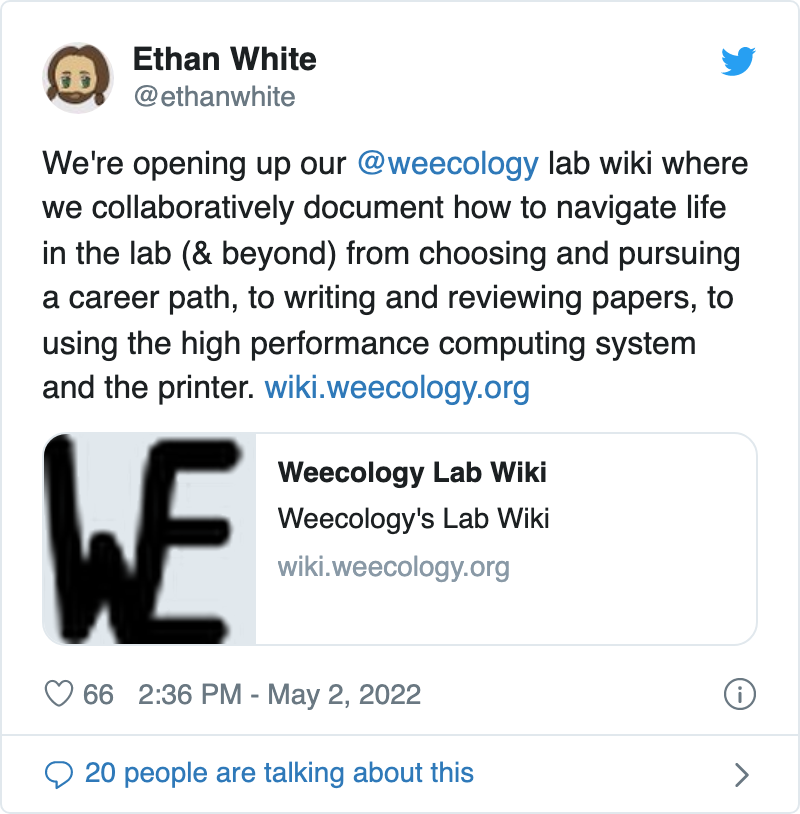 Ethan White
@ethanwhite
We're opening up our @weecology lab wiki where
we collaboratively document how to navigate life
in the lab (& beyond) from choosing and pursuing
a career path, to writing and reviewing papers, to
using the high performance computing system
and the printer. wiki.weecology.org
WE
Weecology Lab Wiki
Weecology's Lab Wiki
wiki.weecology.org
66 2:36 PM - May 2, 2022
20 people are talking about this